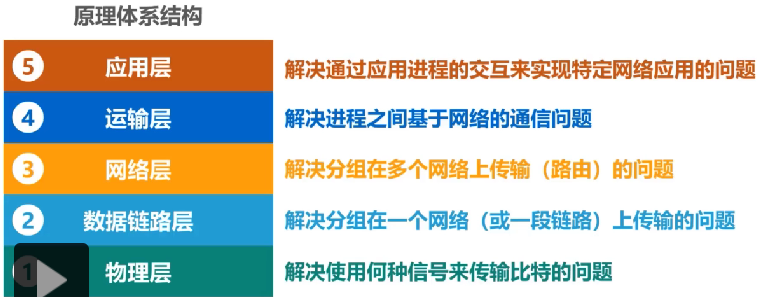 原理体系结构
5 应用层 解决通过应用进程的交互来实现特定网络应用的问题
4 运输层 解决进程之间基于网络的通信问题
3 网络层 解决分组在多个网络上传输（路由）的问题
2 数据链路层 解决分组在一个网络（或一段链路）上传输的问题
1 物理层 解决使用何种信号来传输比特的问题